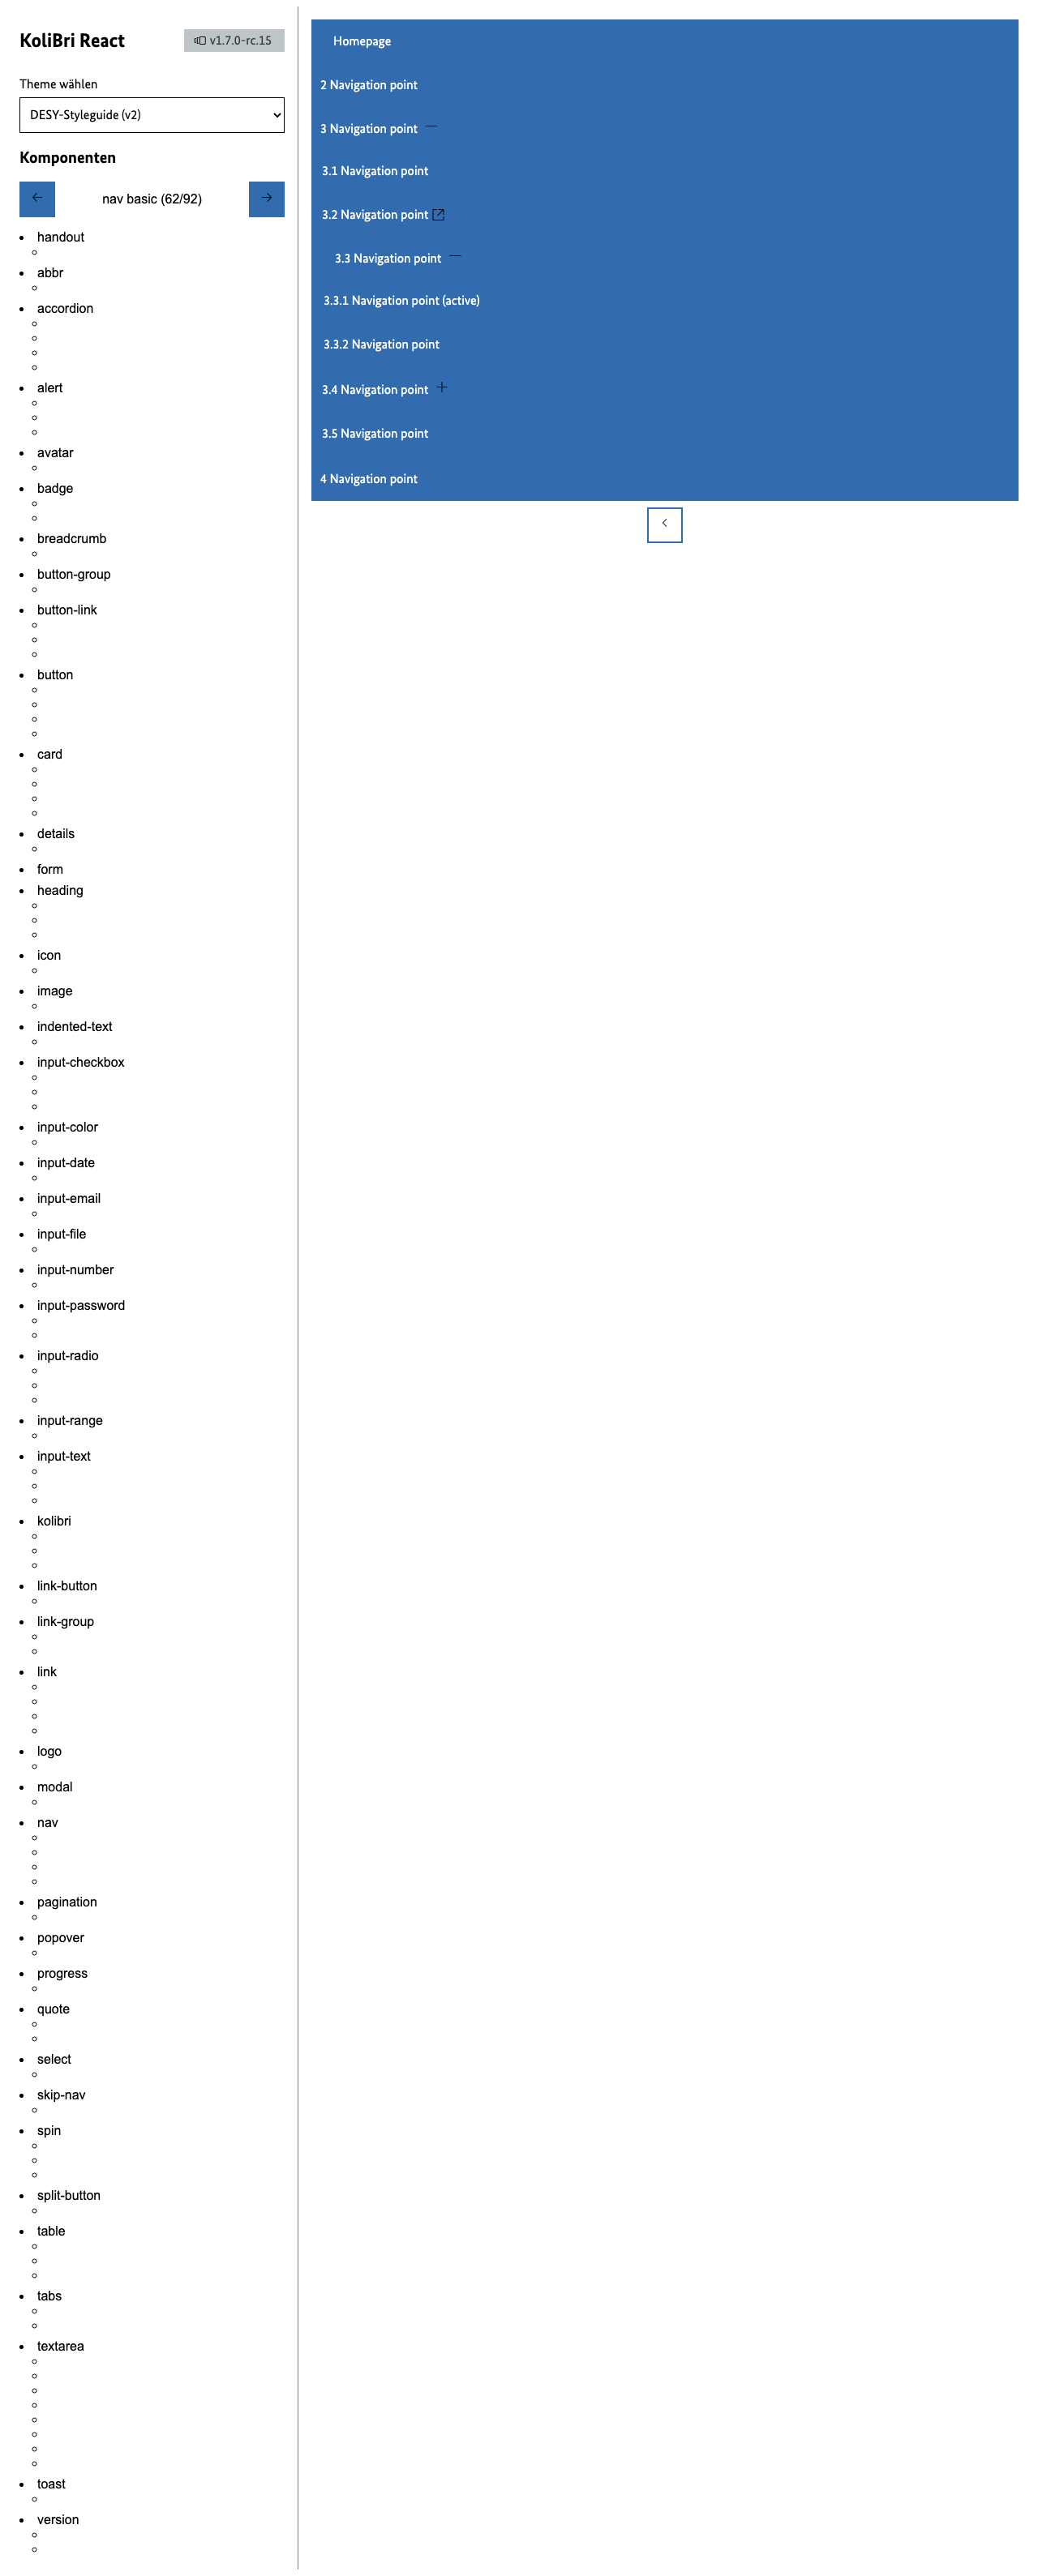 KoliBri React
v1.7.0-rc.15
Theme wählen
DESY-Styleguide (v2)
Komponenten
nav basic (62/92)
handout
abbr
accordion
alert
avatar
badge
breadcrumb
button-group
button-link
button
card
details
form
heading
icon
image
indented-text
input-checkbox
input-color
input-date
input-email
input-file
input-number
input-password
input-radio
input-range
input-text
kolibri
link-button
link-group
link
logo
modal
nav
pagination
popover
progress
quote
select
skip-nav
spin
split-button
table
tabs
textarea
toast
version
Homepage
2 Navigation point
3 Navigation point
3.1 Navigation point
3.2 Navigation point
3.3 Navigation point
3.3.1 Navigation point (active)
3.3.2 Navigation point
3.4 Navigation point
3.5 Navigation point
4 Navigation point